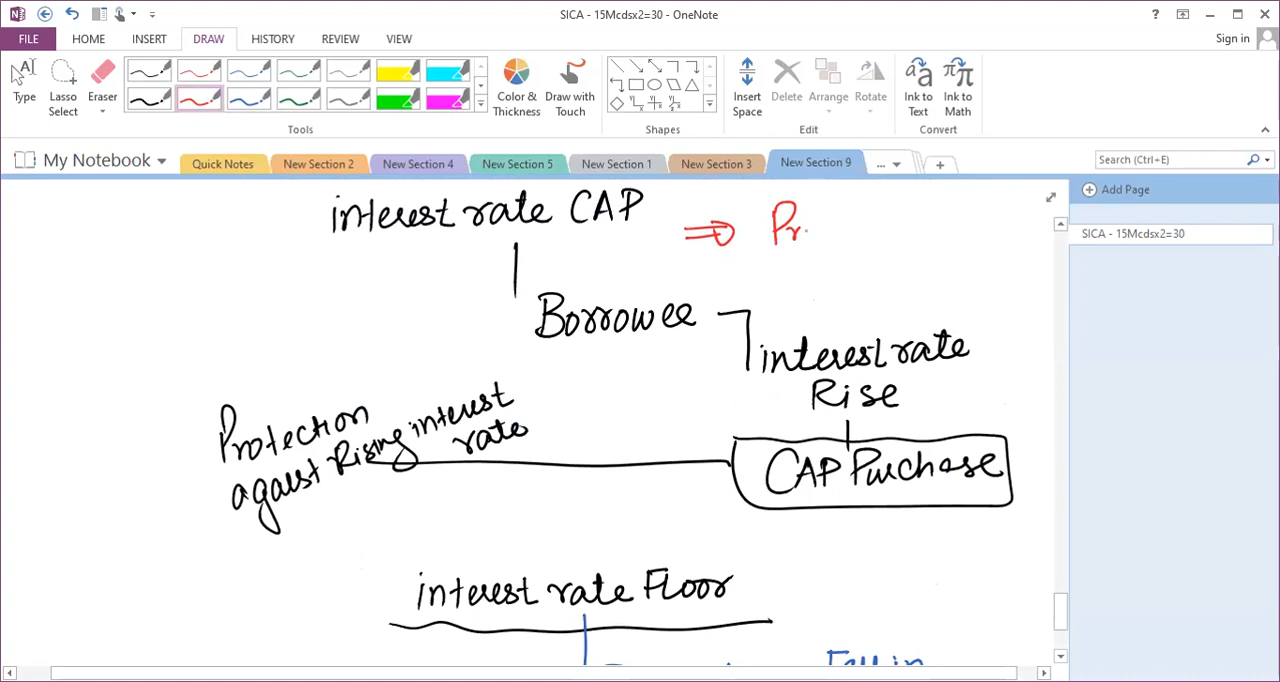 SICA - 15Mcdsx2=30 - OneNote
FILE HOME INSERT DRAW HISTORY REVIEW VIEW
Sign in
Type
Lasso Select
Eraser
Color & Thickness
Draw with Touch
Insert Space
Delete
Arrange
Rotate
Ink to Text
Ink to Math
Tools Shapes Edit Convert
My Notebook Quick Notes New Section 2 New Section 4 New Section 5 New Section 1 New Section 3 New Section 9 ...
Search (Ctrl+E)
Add Page
SICA - 15Mcdsx2=30
interest rate CAP ⇒ Pr
Borrowee
interest rate
Rise
CAP Purchase
Protection
against Rising interest
rate
interest rate Floor